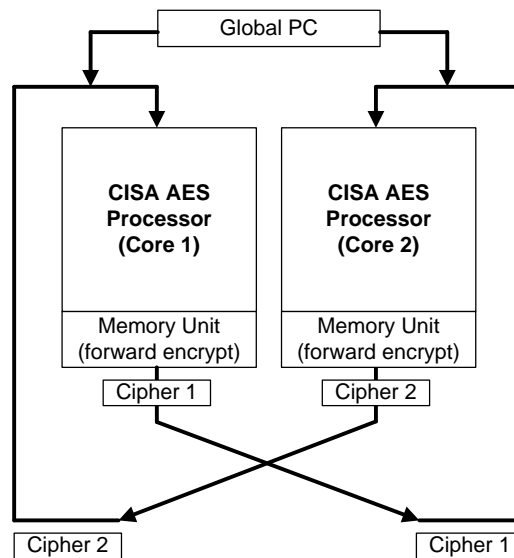 Global PC
CISA AES
Processor
(Core 1)
CISA AES
Processor
(Core 2)
Memory Unit
(forward encrypt)
Memory Unit
(forward encrypt)
Cipher 1
Cipher 2
Cipher 2
Cipher 1